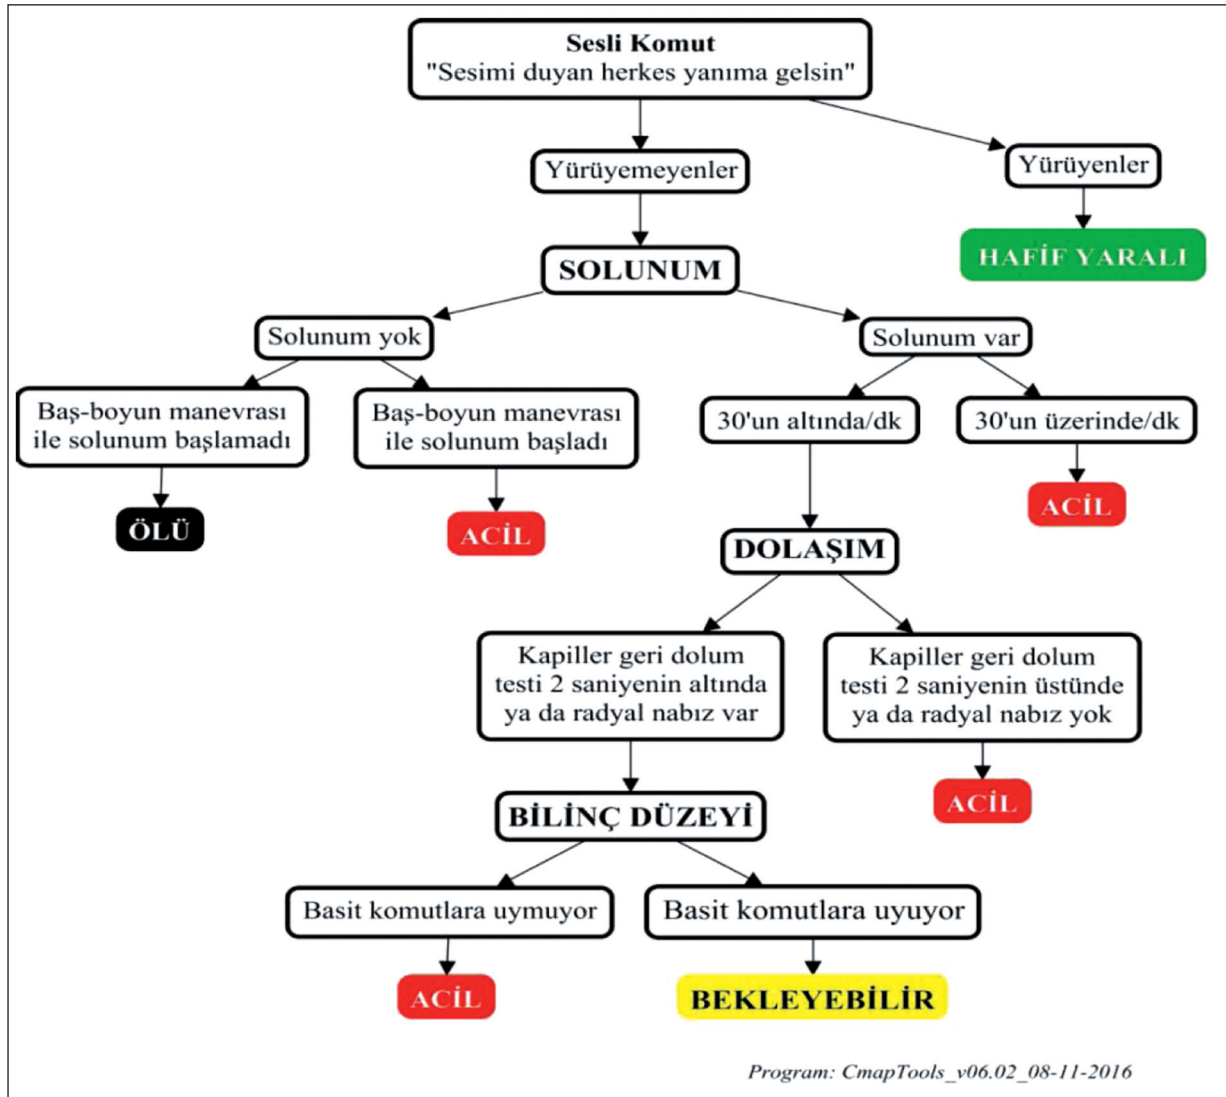 Sesli Komut
"Sesimi duyan herkes yanıma gelsin"
Yürüyemeyenler
Yürüyenler
SOLUNUM
HAFİF YARALI
Solunum yok
Solunum var
Baş-boyun manevrası
ile solunum başlamadı
Baş-boyun manevrası
ile solunum başladı
30'un altında/dk
30'un üzerinde/dk
ÖLÜ
ACİL
ACİL
DOLAŞIM
Kapiller geri dolum
testi 2 saniyenin altında
ya da radyal nabız var
Kapiller geri dolum
testi 2 saniyenin üstünde
ya da radyal nabız yok
ACİL
BİLİNÇ DÜZEYİ
Basit komutlara uymuyor
Basit komutlara uyuyor
ACİL
BEKLEYEBİLİR
Program: CmapTools_v06.02_08-11-2016